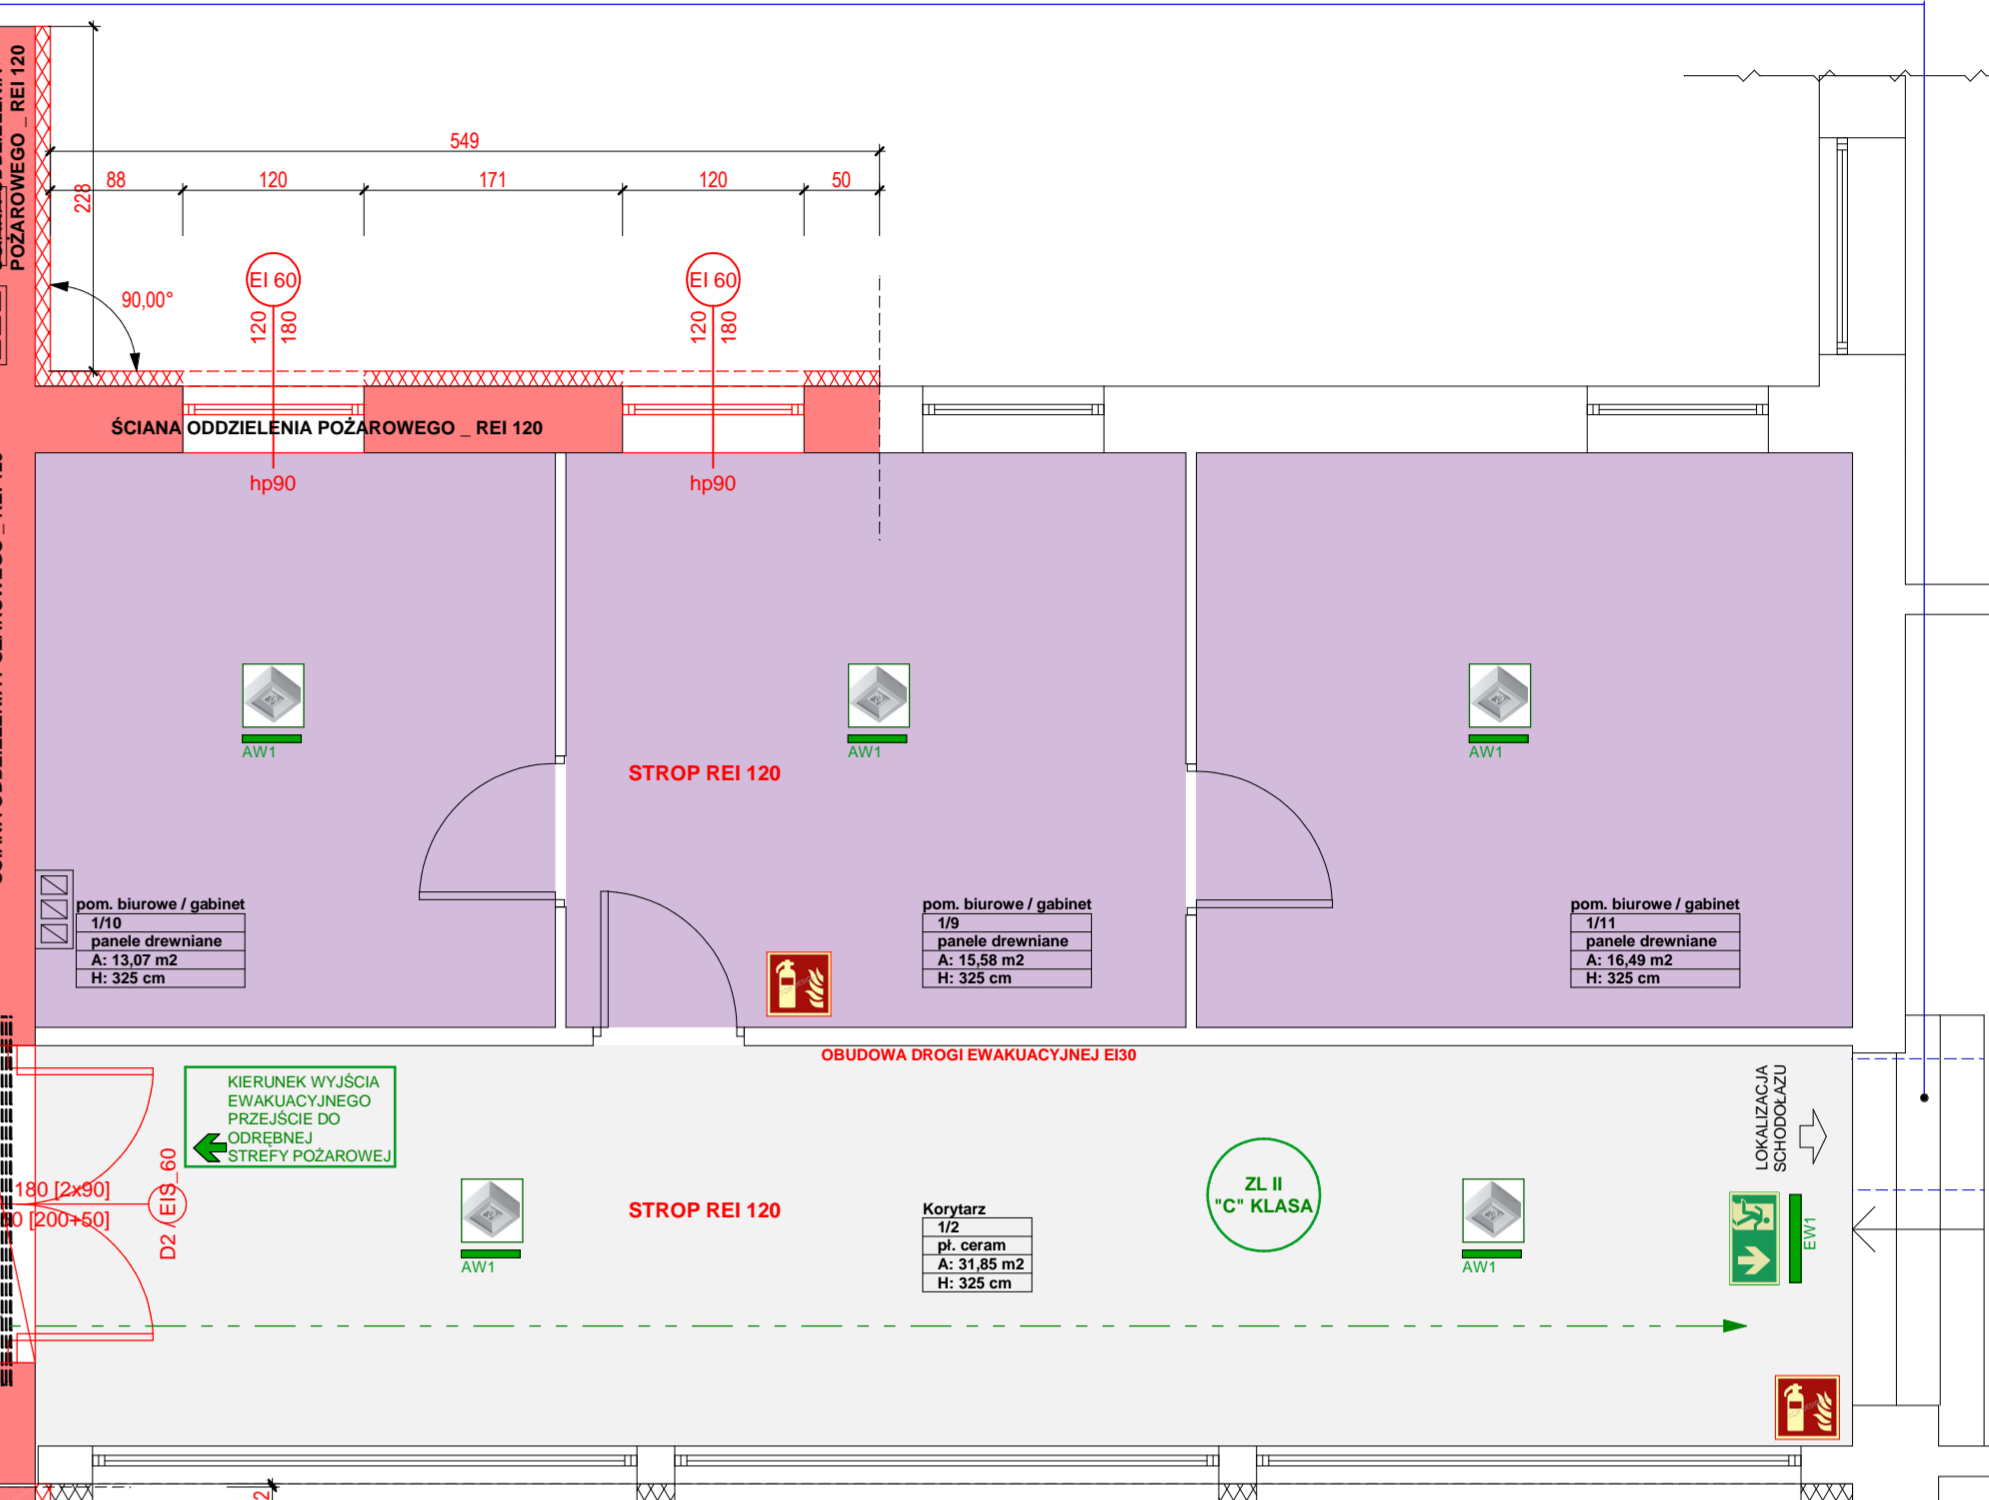 POŻAROWEGO _ REI 120
549
88
120
171
120
50
228
90,00°
EI 60
120
180
EI 60
120
180
ŚCIANA ODDZIELENIA POŻAROWEGO _ REI 120
hp90
hp90
AW1
AW1
AW1
STROP REI 120
pom. biurowe / gabinet
1/10
panele drewniane
A: 13,07 m2
H: 325 cm
pom. biurowe / gabinet
1/9
panele drewniane
A: 15,58 m2
H: 325 cm
pom. biurowe / gabinet
1/11
panele drewniane
A: 16,49 m2
H: 325 cm
OBUDOWA DROGI EWAKUACYJNEJ EI30
KIERUNEK WYJŚCIA
EWAKUACYJNEGO
PRZEJŚCIE DO
ODRĘBNEJ
STREFY POŻAROWEJ
LOKALIZACJA
SCHODOŁAZU
180 [2x90]
0 [200+50]
D2 / EIS_60
AW1
STROP REI 120
Korytarz
1/2
pł. ceram
A: 31,85 m2
H: 325 cm
ZL II
"C" KLASA
AW1
EW1
2